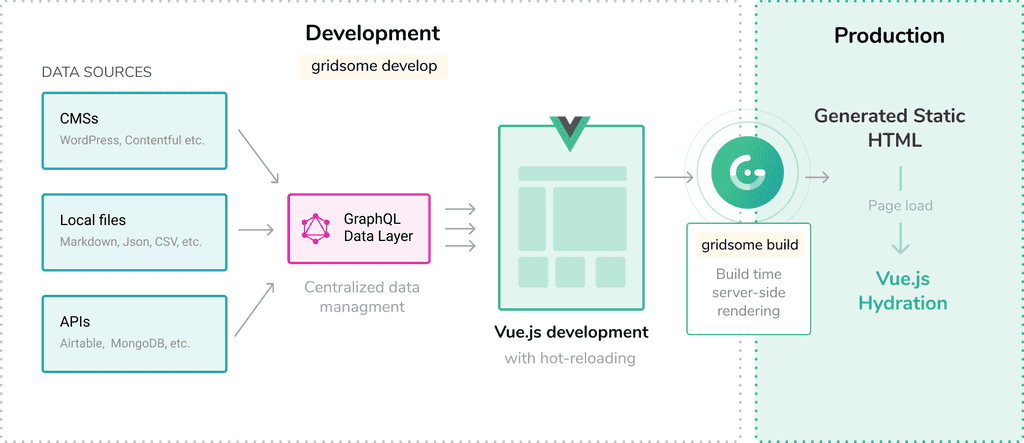 Development
gridsome develop
DATA SOURCES
CMSs
WordPress, Contentful etc.
Local files
Markdown, Json, CSV, etc.
APIs
Airtable, MongoDB, etc.
GraphQL
Data Layer
Centralized data
managment
Vue.js development
with hot-reloading
gridsome build
Build time
server-side
rendering
Production
Generated Static
HTML
Page load
Vue.js
Hydration